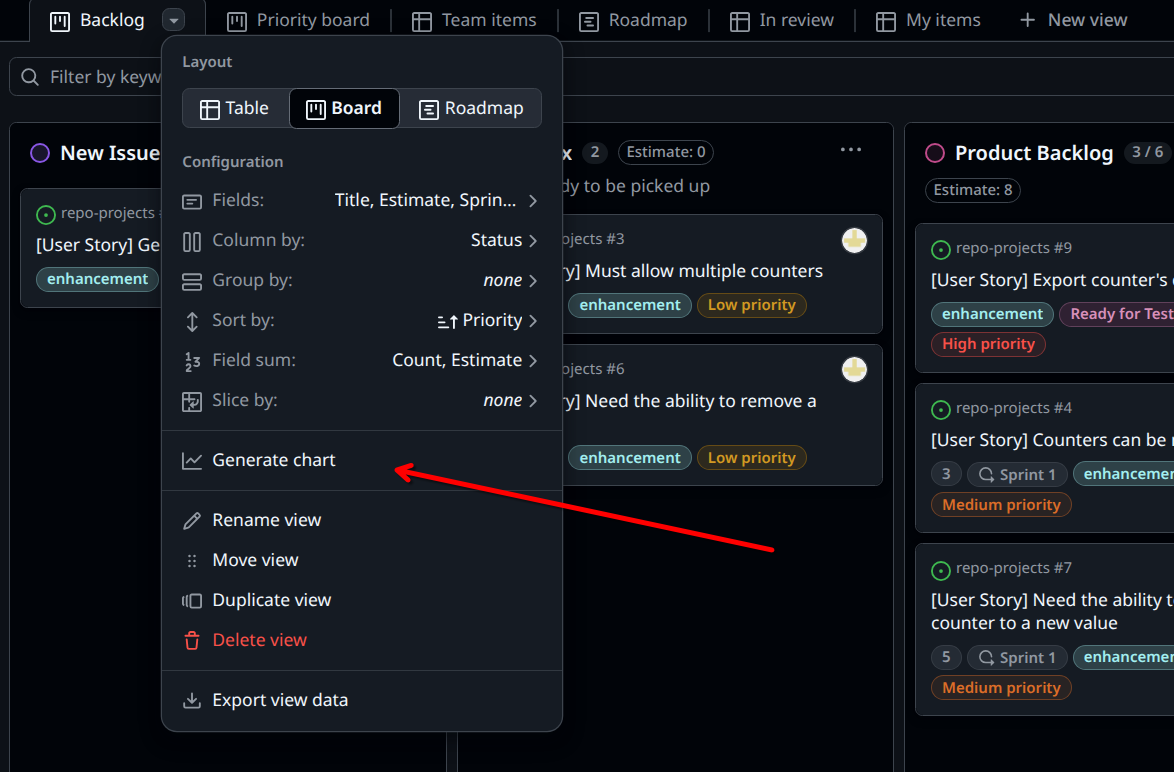 Backlog
Priority board
Team items
Roadmap
In review
My items
New view
Filter by keyw
Layout
Table
Board
Roadmap
Configuration
Fields: Title, Estimate, Sprin...
Column by: Status
Group by: none
Sort by: Priority
Field sum: Count, Estimate
Slice by: none
Generate chart
Rename view
Move view
Duplicate view
Delete view
Export view data
New Issue
repo-projects
[User Story] Ge
enhancement
x 2 Estimate: 0
dy to be picked up
ojects #3
ry] Must allow multiple counters
enhancement Low priority
ojects #6
ry] Need the ability to remove a
enhancement Low priority
Product Backlog 3 / 6
Estimate: 8
repo-projects #9
[User Story] Export counter's
enhancement Ready for Test
High priority
repo-projects #4
[User Story] Counters can be
3 Sprint 1 enhancemen
Medium priority
repo-projects #7
[User Story] Need the ability t
counter to a new value
5 Sprint 1 enhancemen
Medium priority